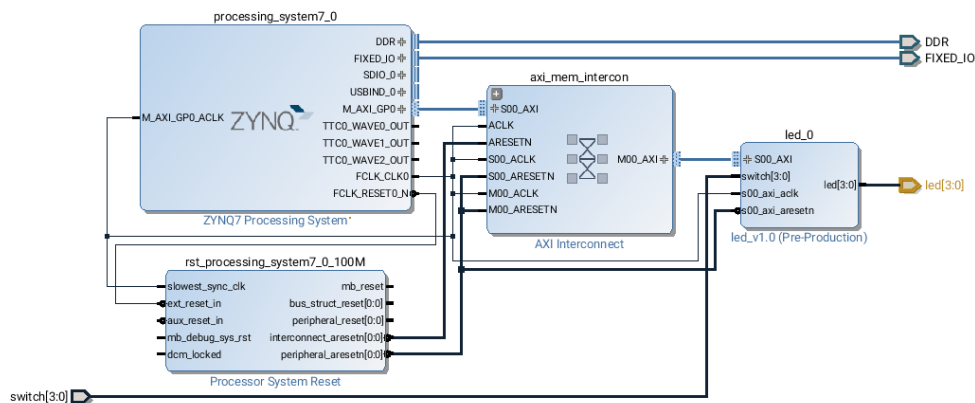 processing_system7_0
DDR
FIXED_IO
SDIO_0
USBIND_0
M_AXI_GP0
M_AXI_GP0_ACLK
ZYNQ
TTC0_WAVE0_OUT
TTC0_WAVE1_OUT
TTC0_WAVE2_OUT
FCLK_CLK0
FCLK_RESET0_N
ZYNQ7 Processing System
DDR
FIXED_IO
axi_mem_intercon
S00_AXI
ACLK
ARESETN
S00_ACLK
S00_ARESETN
M00_ACLK
M00_ARESETN
M00_AXI
AXI Interconnect
led_0
S00_AXI
switch[3:0]
s00_axi_aclk
s00_axi_aresetn
led[3:0]
led_v1.0 (Pre-Production)
led[3:0]
rst_processing_system7_0_100M
slowest_sync_clk
ext_reset_in
aux_reset_in
mb_debug_sys_rst
dcm_locked
mb_reset
bus_struct_reset[0:0]
peripheral_reset[0:0]
interconnect_aresetn[0:0]
peripheral_aresetn[0:0]
Processor System Reset
switch[3:0]